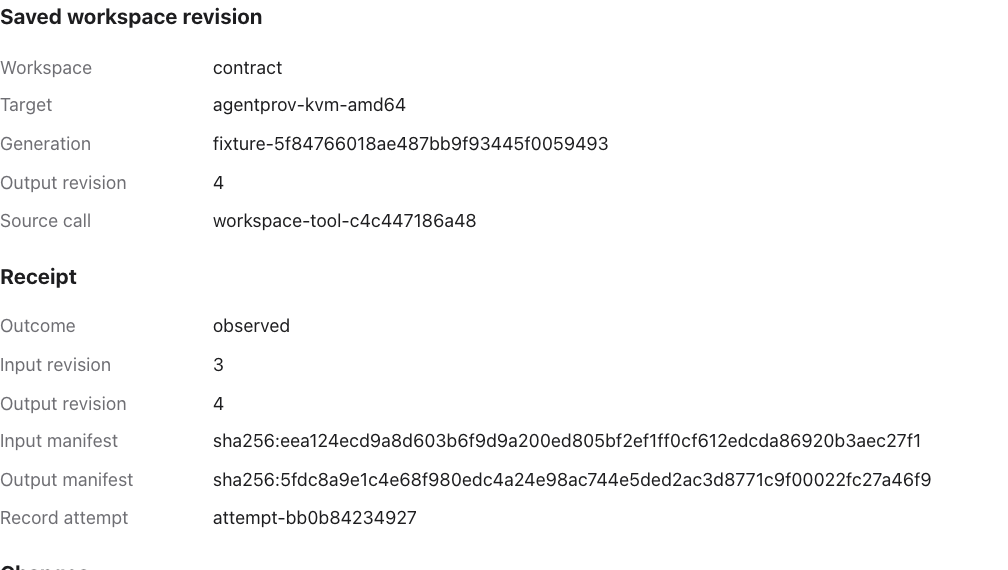 Saved workspace revision
Workspace contract
Target agentprov-kvm-amd64
Generation fixture-5f84766018ae487bb9f93445f0059493
Output revision 4
Source call workspace-tool-c4c447186a48
Receipt
Outcome observed
Input revision 3
Output revision 4
Input manifest sha256:eea124ecd9a8d603b6f9d9a200ed805bf2ef1ff0cf612edcda86920b3aec27f1
Output manifest sha256:5fdc8a9e1c4e68f980edc4a24e98ac744e5ded2ac3d8771c9f00022fc27a46f9
Record attempt attempt-bb0b84234927